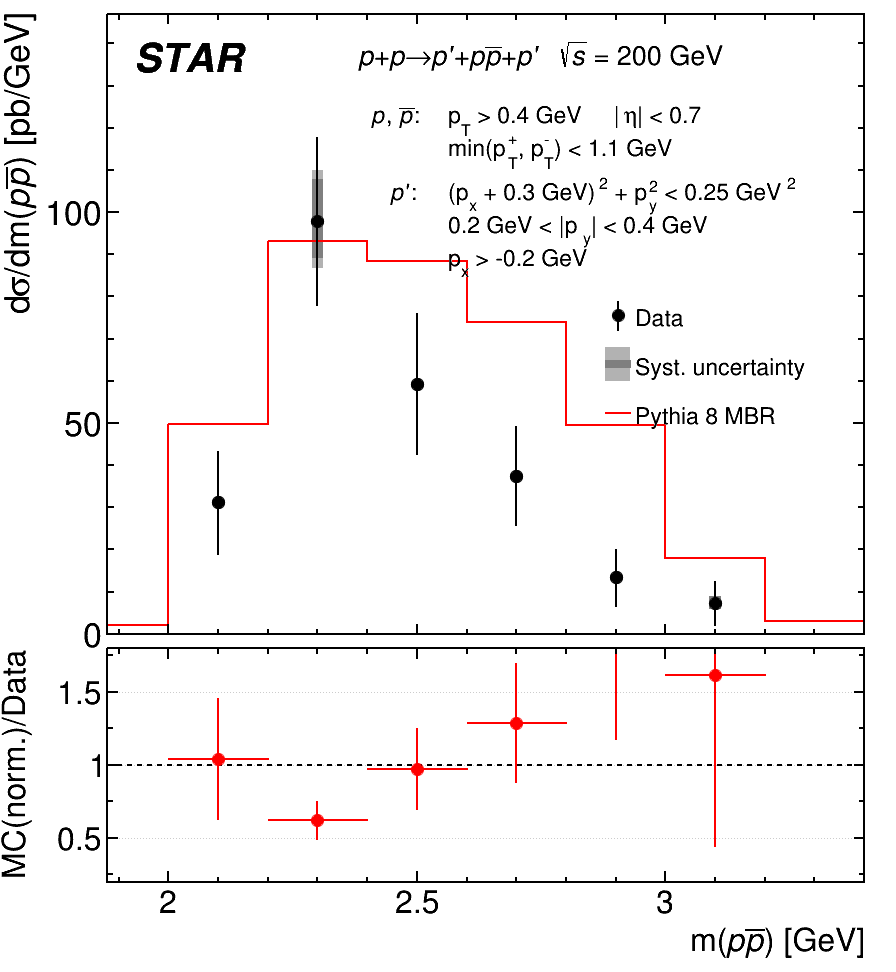 STAR
p+p→p′+pp̅+p′ √s = 200 GeV
p, p̅: p_T > 0.4 GeV |η| < 0.7
min(p_T^+, p_T^-) < 1.1 GeV
p′: (p_x + 0.3 GeV)^2 + p_y^2 < 0.25 GeV^2
0.2 GeV < |p_y| < 0.4 GeV
p_x > -0.2 GeV
Data
Syst. uncertainty
Pythia 8 MBR
dσ/dm(pp̅) [pb/GeV]
100
50
0
MC(norm.)/Data
1.5
1
0.5
2 2.5 3
m(pp̅) [GeV]